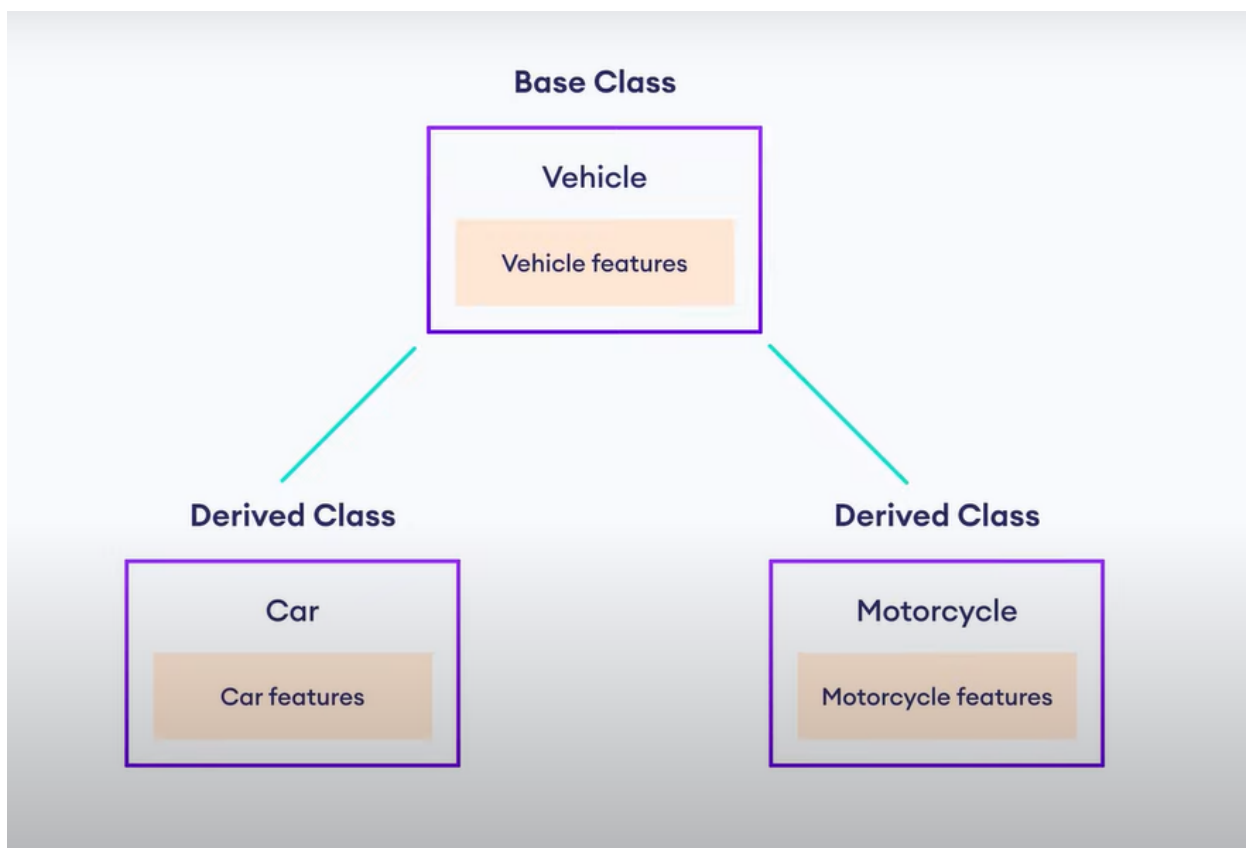 Base Class
Vehicle
Vehicle features
Derived Class
Car
Car features
Derived Class
Motorcycle
Motorcycle features